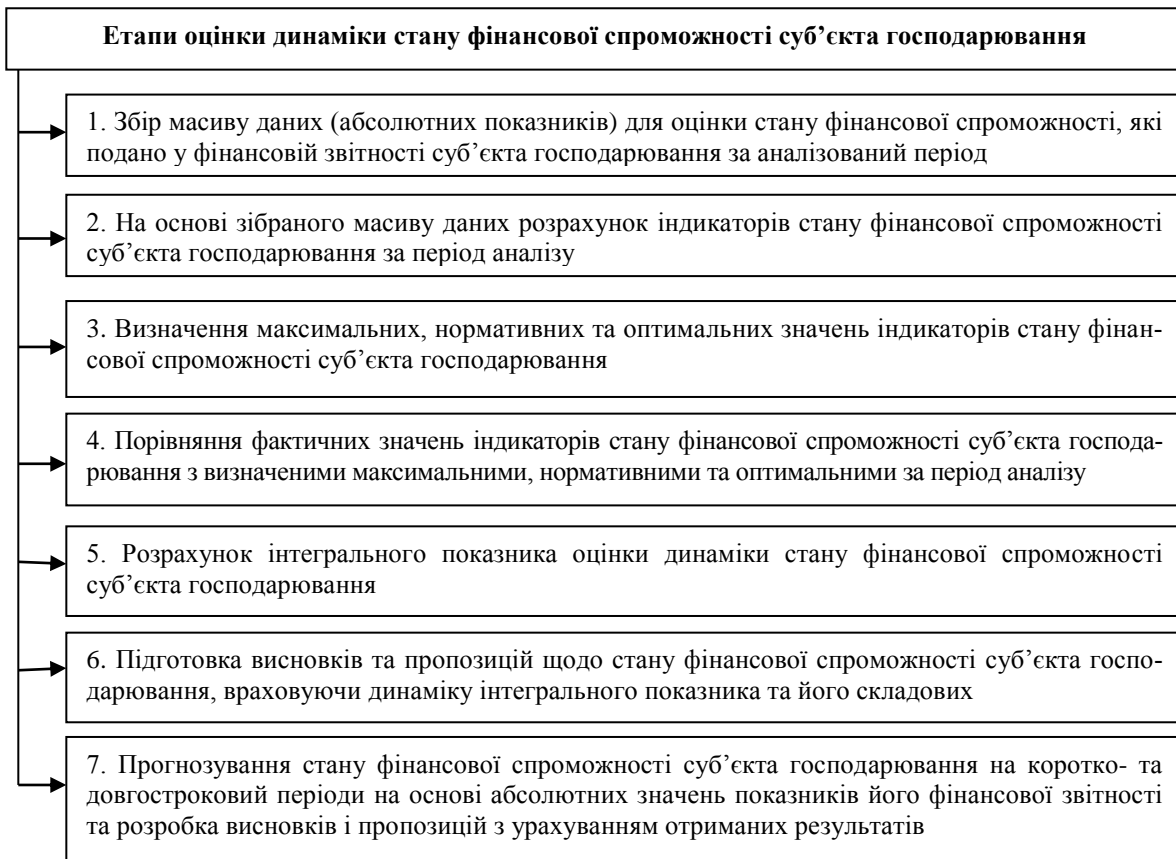 Етапи оцінки динаміки стану фінансової спроможності суб’єкта господарювання
1. Збір масиву даних (абсолютних показників) для оцінки стану фінансової спроможності, які
подано у фінансовій звітності суб’єкта господарювання за аналізований період
2. На основі зібраного масиву даних розрахунок індикаторів стану фінансової спроможності
суб’єкта господарювання за період аналізу
3. Визначення максимальних, нормативних та оптимальних значень індикаторів стану фінан-
сової спроможності суб’єкта господарювання
4. Порівняння фактичних значень індикаторів стану фінансової спроможності суб’єкта господа-
рювання з визначеними максимальними, нормативними та оптимальними за період аналізу
5. Розрахунок інтегрального показника оцінки динаміки стану фінансової спроможності
суб’єкта господарювання
6. Підготовка висновків та пропозицій щодо стану фінансової спроможності суб’єкта госпо-
дарювання, враховуючи динаміку інтегрального показника та його складових
7. Прогнозування стану фінансової спроможності суб’єкта господарювання на коротко- та
довгостроковий періоди на основі абсолютних значень показників його фінансової звітності
та розробка висновків і пропозицій з урахуванням отриманих результатів